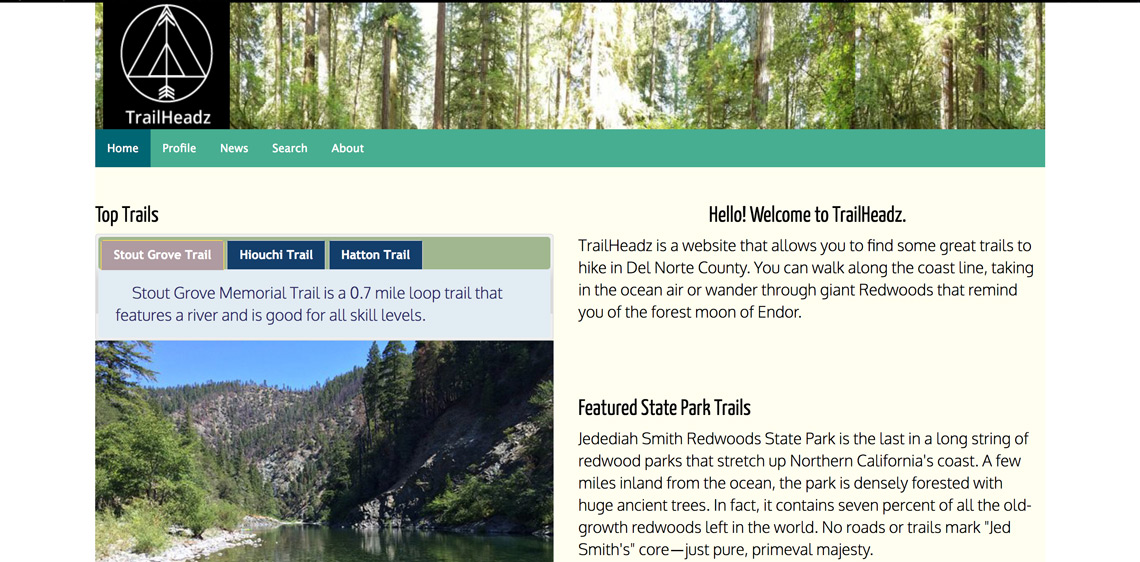 TrailHeadz
Home Profile News Search About
Top Trails
Stout Grove Trail Hiouchi Trail Hatton Trail
Stout Grove Memorial Trail is a 0.7 mile loop trail that
features a river and is good for all skill levels.
Hello! Welcome to TrailHeadz.
TrailHeadz is a website that allows you to find some great trails to
hike in Del Norte County. You can walk along the coast line, taking
in the ocean air or wander through giant Redwoods that remind
you of the forest moon of Endor.
Featured State Park Trails
Jedediah Smith Redwoods State Park is the last in a long string of
redwood parks that stretch up Northern California's coast. A few
miles inland from the ocean, the park is densely forested with
huge ancient trees. In fact, it contains seven percent of all the old-
growth redwoods left in the world. No roads or trails mark "Jed
Smith's" core—just pure, primeval majesty.